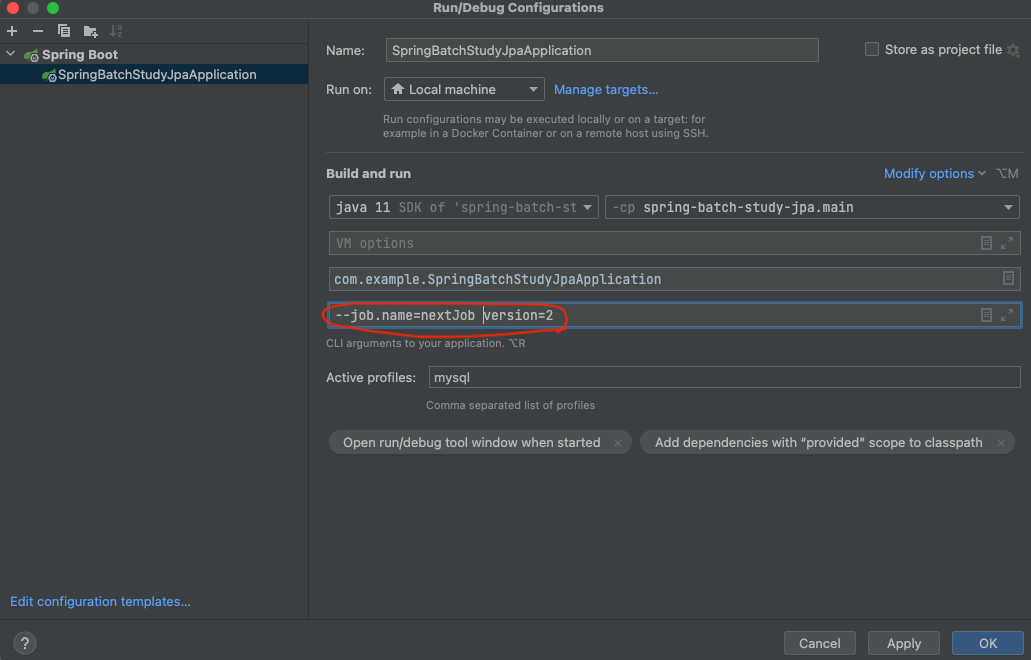 Run/Debug Configurations
Spring Boot
SpringBatchStudyJpaApplication
Name: SpringBatchStudyJpaApplication
Store as project file
Run on: Local machine Manage targets...
Run configurations may be executed locally or on a target: for
example in a Docker Container or on a remote host using SSH.
Build and run
Modify options ⌥M
java 11 SDK of 'spring-batch-st -cp spring-batch-study-jpa.main
VM options
com.example.SpringBatchStudyJpaApplication
--job.name=nextJob version=2
CLI arguments to your application. ⌥R
Active profiles: mysql
Comma separated list of profiles
Open run/debug tool window when started ×
Add dependencies with “provided” scope to classpath ×
Edit configuration templates...
? Cancel Apply OK